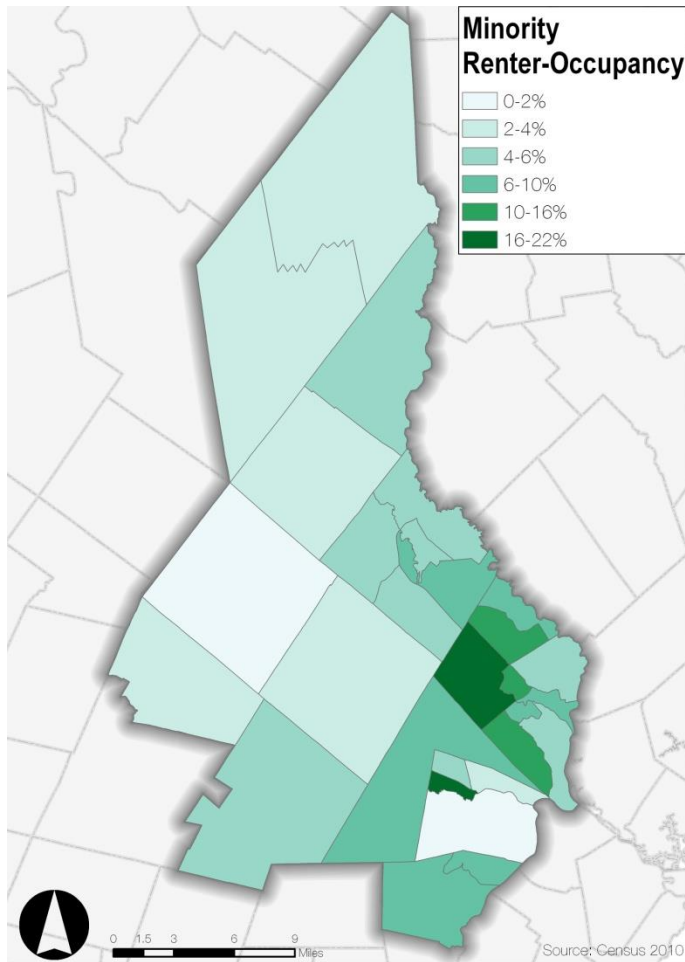 Minority
Renter-Occupancy
0-2%
2-4%
4-6%
6-10%
10-16%
16-22%
0 1.5 3 6 9
Miles
Source: Census 2010